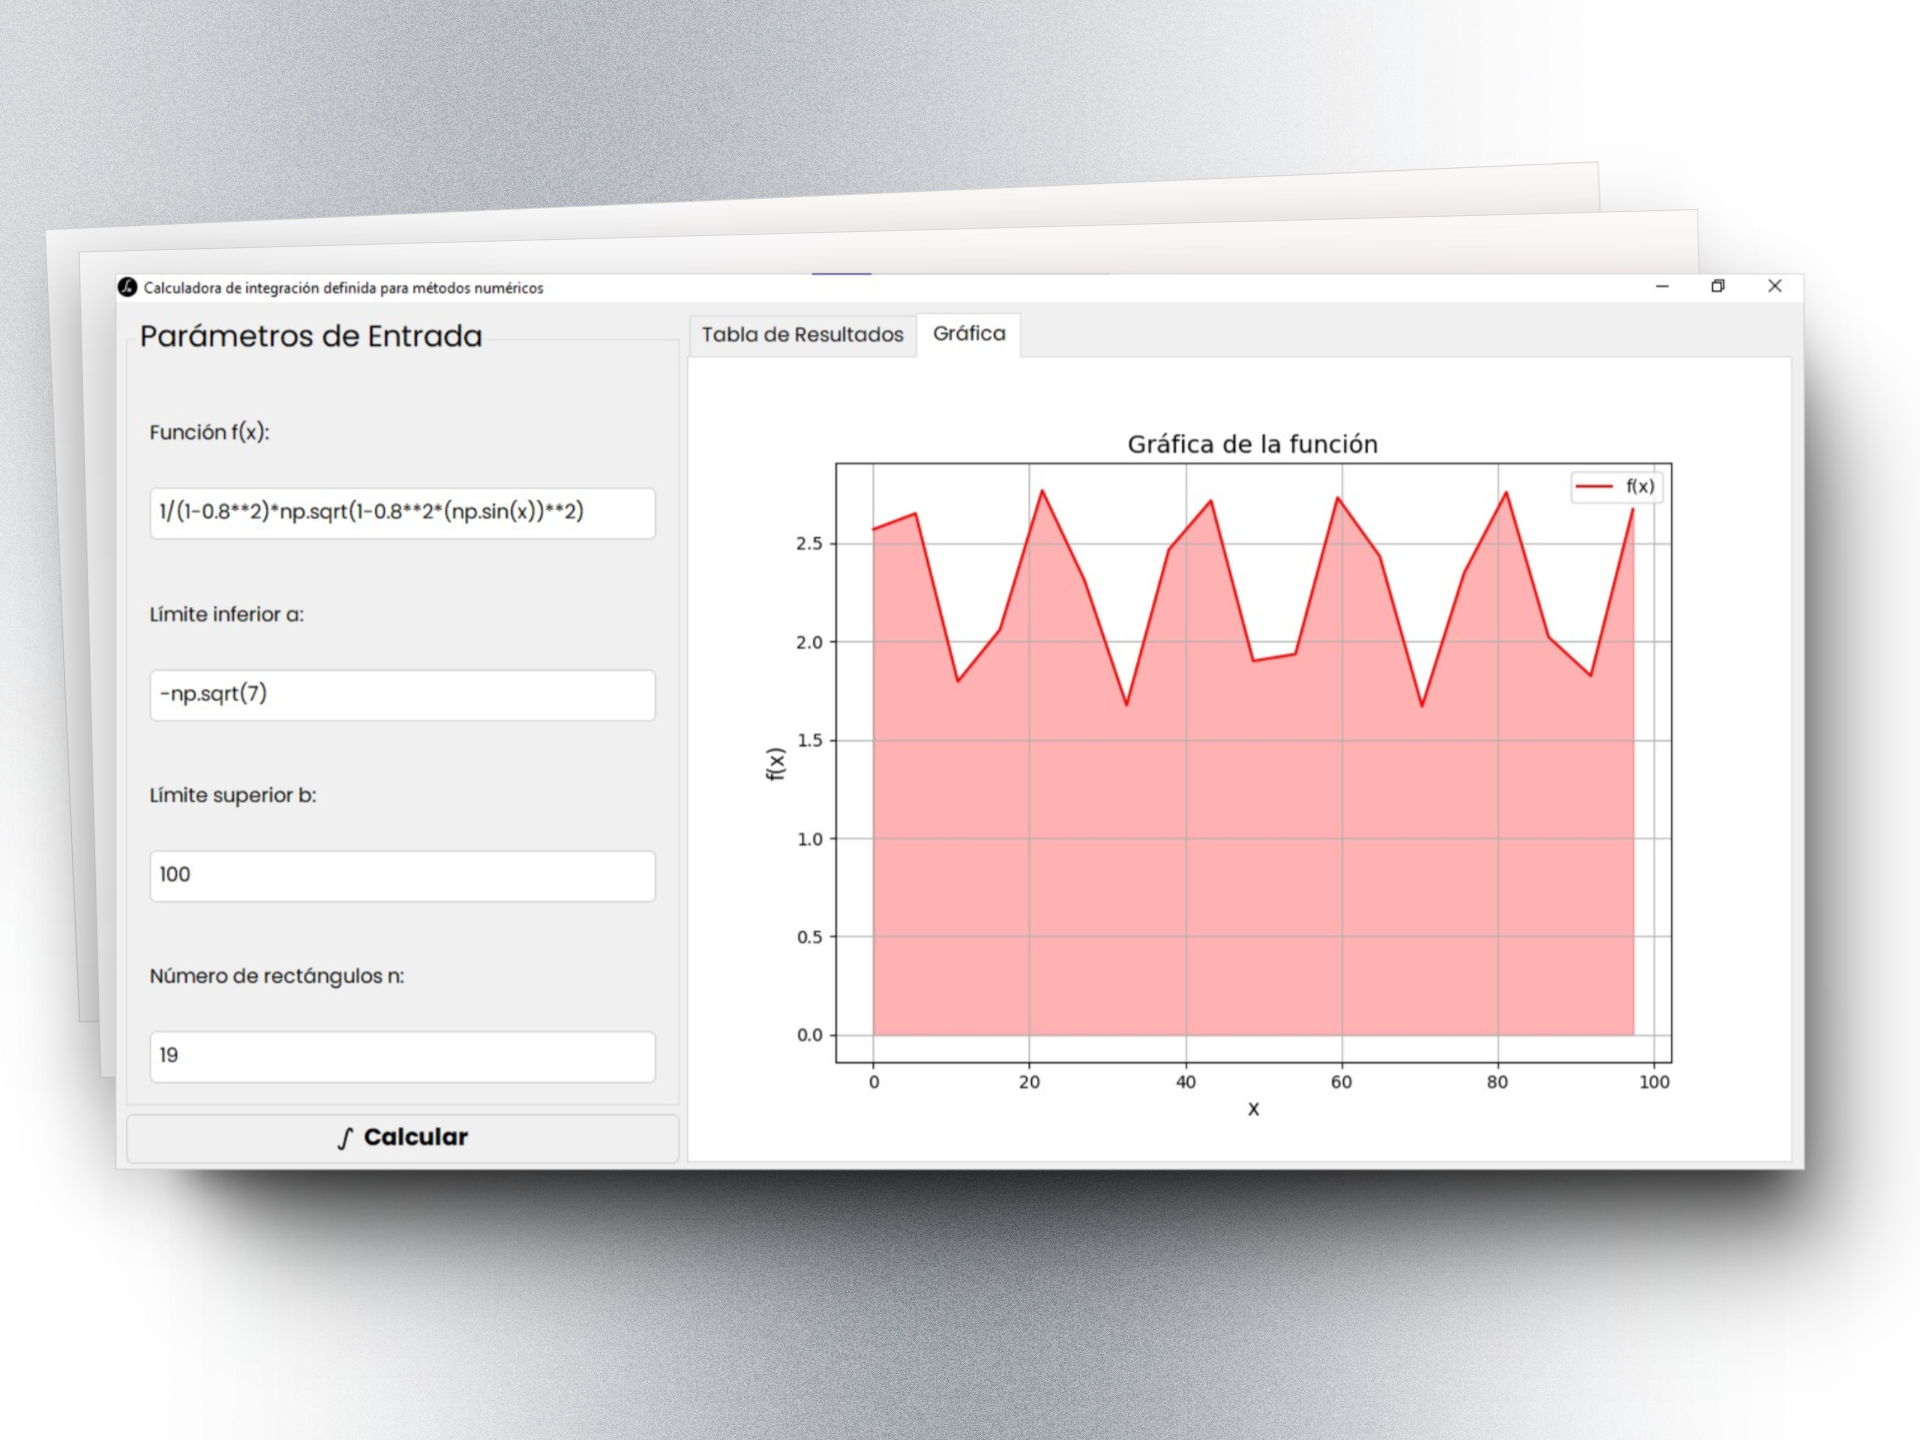 Calculadora de integración definida para métodos numéricos
Parámetros de Entrada
Función f(x):
1/(1-0.8**2)*np.sqrt(1-0.8**2*(np.sin(x))**2)
Límite inferior a:
-np.sqrt(7)
Límite superior b:
100
Número de rectángulos n:
19
∫ Calcular
Tabla de Resultados
Gráfica
Gráfica de la función
f(x)
2.5
2.0
1.5
1.0
0.5
0.0
f(x)
0 20 40 60 80 100
x